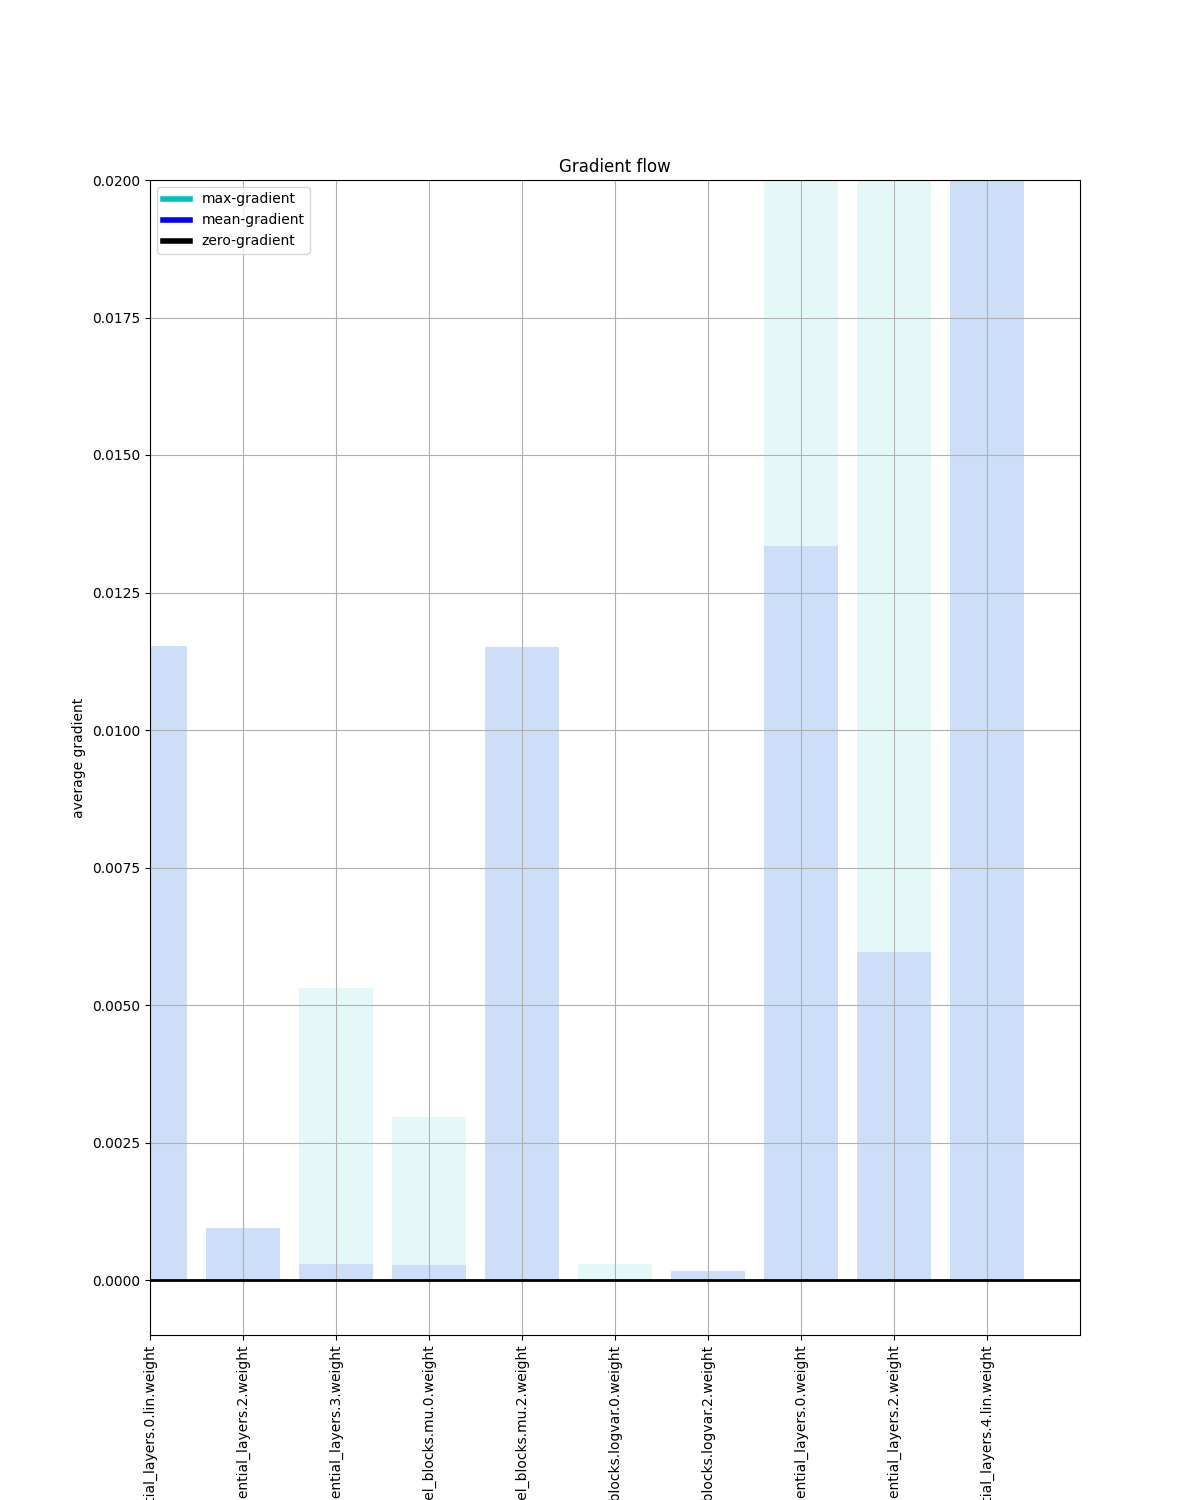 Gradient flow
max-gradient
mean-gradient
zero-gradient
0.0200
0.0175
0.0150
0.0125
0.0100
0.0075
0.0050
0.0025
0.0000
average gradient
tial_layers.0.lin.weight
ential_layers.2.weight
ential_layers.3.weight
el_blocks.mu.0.weight
el_blocks.mu.2.weight
blocks.logvar.0.weight
blocks.logvar.2.weight
ential_layers.0.weight
ential_layers.2.weight
tial_layers.4.lin.weight